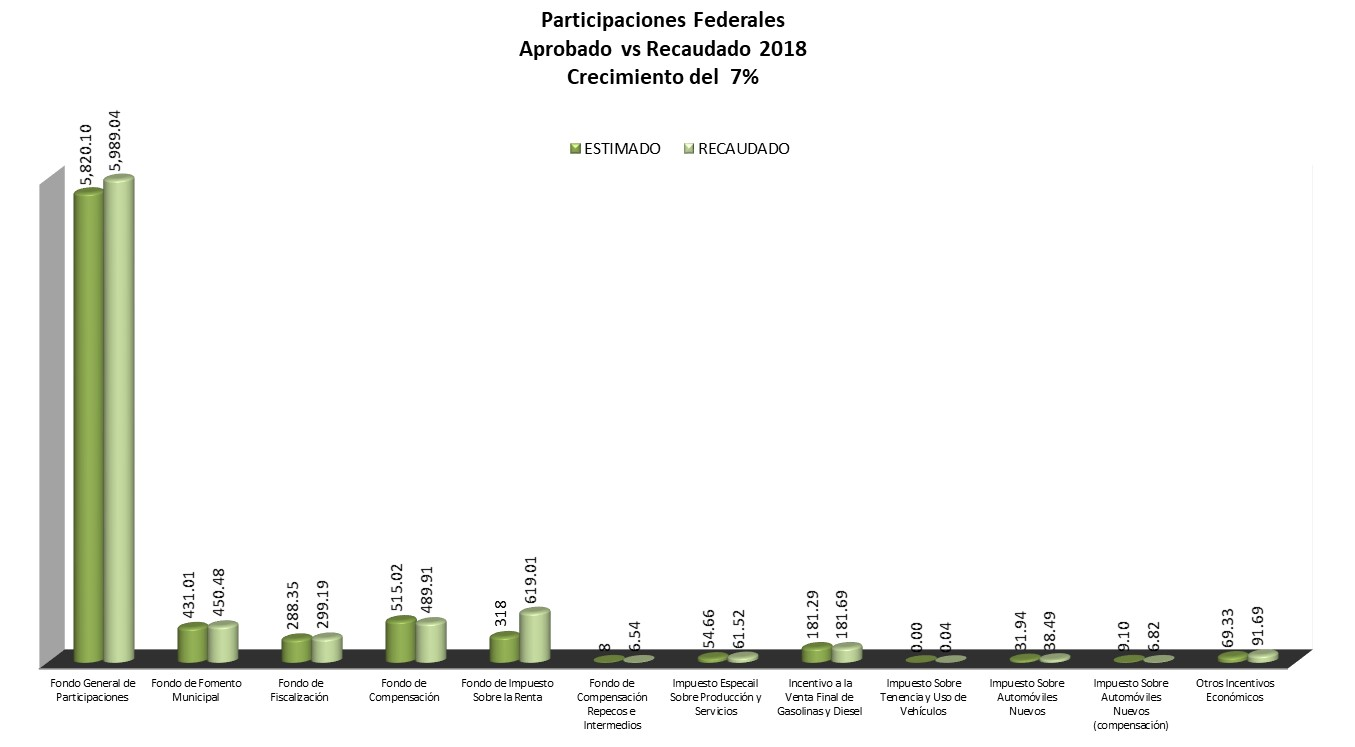 Participaciones Federales
Aprobado vs Recaudado 2018
Crecimiento del 7%
ESTIMADO RECAUDADO
5,820.10
5,989.04
431.01
450.48
288.35
299.19
515.02
489.91
318
619.01
8
6.54
54.66
61.52
181.29
181.69
0.00
0.04
31.94
38.49
9.10
6.82
69.33
91.69
Fondo General de
Participaciones
Fondo de Fomento
Municipal
Fondo de
Fiscalización
Fondo de
Compensación
Fondo de Impuesto
Sobre la Renta
Fondo de
Compensación
Repecos e
Intermedios
Impuesto Especail
Sobre Producción y
Servicios
Incentivo a la
Venta Final de
Gasolinas y Diesel
Impuesto Sobre
Tenencia y Uso de
Vehículos
Impuesto Sobre
Automóviles
Nuevos
Impuesto Sobre
Automóviles
Nuevos
(compensación)
Otros Incentivos
Económicos